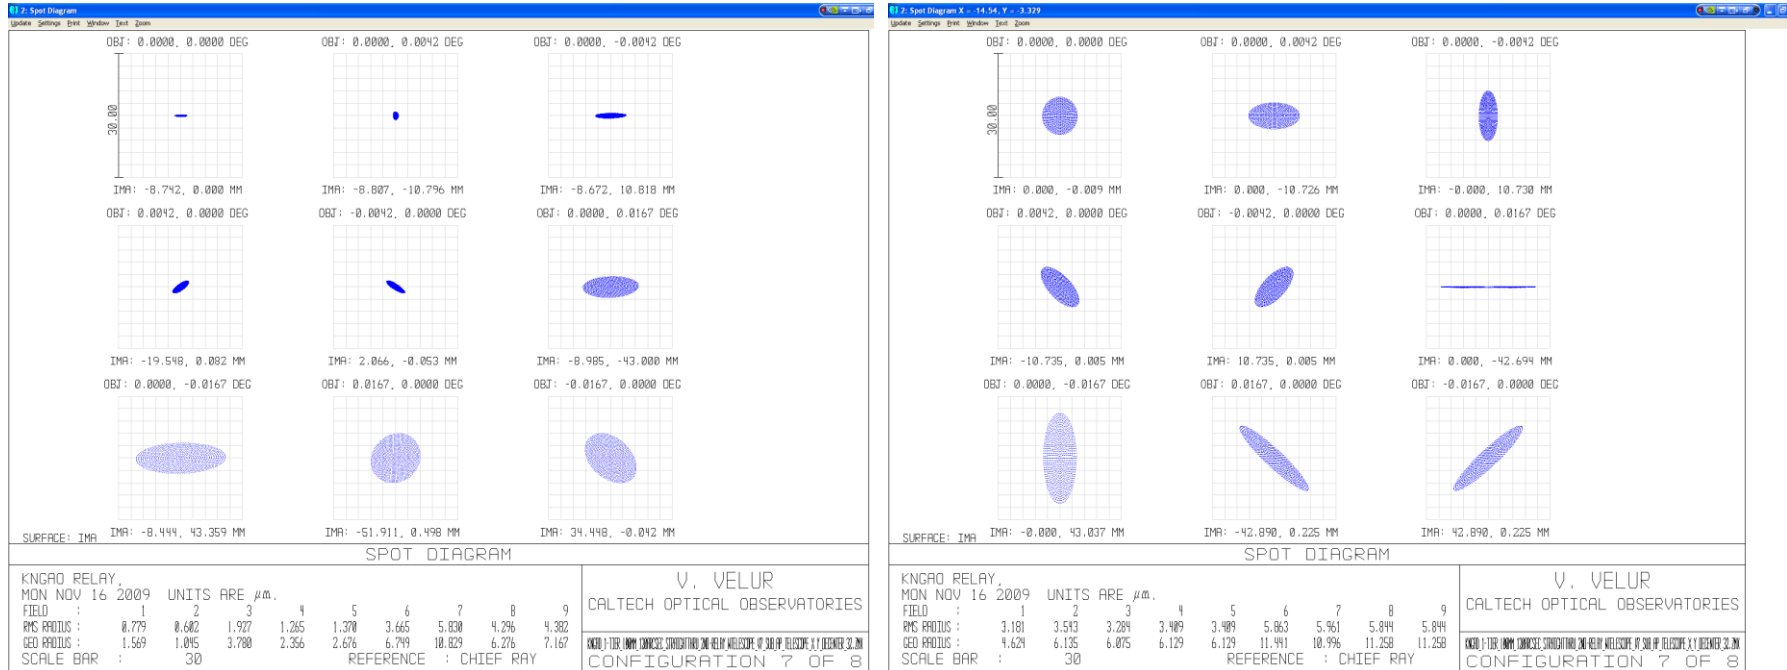 2: Spot Diagram
Update Settings Print Window Text Zoom
OBJ: 0.0000, 0.0000 DEG
OBJ: 0.0000, 0.0042 DEG
OBJ: 0.0000, -0.0042 DEG
30.00
IMA: -8.742, 0.000 MM
IMA: -8.807, -10.796 MM
IMA: -8.672, 10.818 MM
OBJ: 0.0042, 0.0000 DEG
OBJ: -0.0042, 0.0000 DEG
OBJ: 0.0000, 0.0167 DEG
IMA: -19.548, 0.082 MM
IMA: 2.066, -0.053 MM
IMA: -8.985, -43.000 MM
OBJ: 0.0000, -0.0167 DEG
OBJ: 0.0167, 0.0000 DEG
OBJ: -0.0167, 0.0000 DEG
IMA: -8.444, 43.359 MM
IMA: -51.911, 0.498 MM
IMA: 34.448, -0.042 MM
SURFACE: IMA
SPOT DIAGRAM
KNGAO RELAY,
MON NOV 16 2009 UNITS ARE µm.
FIELD : 1 2 3 4 5 6 7 8 9
RMS RADIUS : 0.779 0.602 1.927 1.265 1.370 3.665 5.830 4.296 4.382
GEO RADIUS : 1.569 1.045 3.780 2.356 2.676 6.749 10.829 6.276 7.167
SCALE BAR : 30 REFERENCE : CHIEF RAY
V. VELUR
CALTECH OPTICAL OBSERVATORIES
CONFIGURATION 7 OF 8
2: Spot Diagram X = -14.54, Y = -3.329
Update Settings Print Window Text Zoom
OBJ: 0.0000, 0.0000 DEG
OBJ: 0.0000, 0.0042 DEG
OBJ: 0.0000, -0.0042 DEG
30.00
IMA: 0.000, -0.009 MM
IMA: 0.000, -10.726 MM
IMA: -0.000, 10.730 MM
OBJ: 0.0042, 0.0000 DEG
OBJ: -0.0042, 0.0000 DEG
OBJ: 0.0000, 0.0167 DEG
IMA: -10.735, 0.005 MM
IMA: 10.735, 0.005 MM
IMA: 0.000, -42.694 MM
OBJ: 0.0000, -0.0167 DEG
OBJ: 0.0167, 0.0000 DEG
OBJ: -0.0167, 0.0000 DEG
IMA: -0.000, 43.037 MM
IMA: -42.890, 0.225 MM
IMA: 42.890, 0.225 MM
SURFACE: IMA
SPOT DIAGRAM
KNGAO RELAY,
MON NOV 16 2009 UNITS ARE µm.
FIELD : 1 2 3 4 5 6 7 8 9
RMS RADIUS : 3.181 3.543 3.284 3.409 3.409 5.863 5.961 5.844 5.844
GEO RADIUS : 4.624 6.135 6.075 6.129 6.129 11.441 10.996 11.258 11.258
SCALE BAR : 30 REFERENCE : CHIEF RAY
V. VELUR
CALTECH OPTICAL OBSERVATORIES
CONFIGURATION 7 OF 8